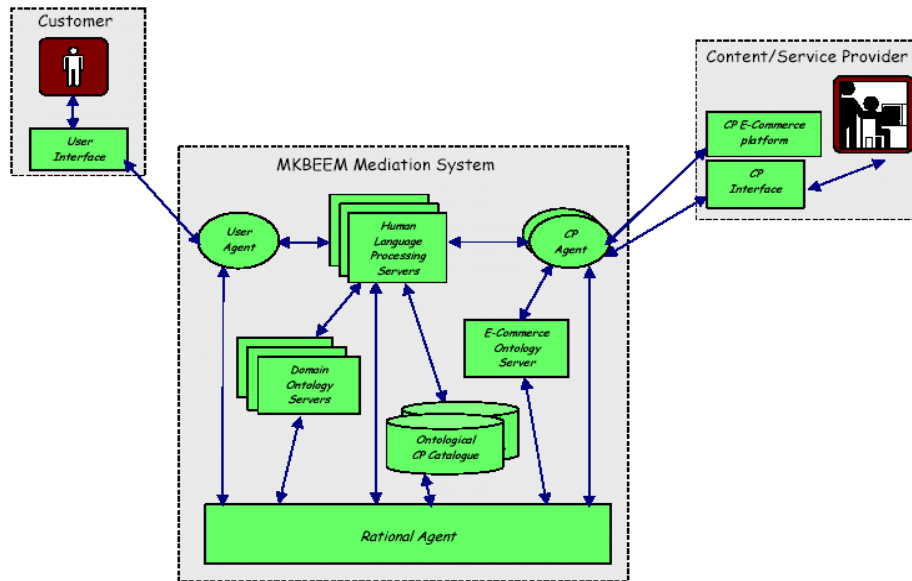 Customer
User
Interface
Content/Service Provider
CP E-Commerce
platform
CP
Interface
MKBEEM Mediation System
User
Agent
Human
Language
Processing
Servers
CP
Agent
E-Commerce
Ontology
Server
Domain
Ontology
Servers
Ontological
CP Catalogue
Rational Agent